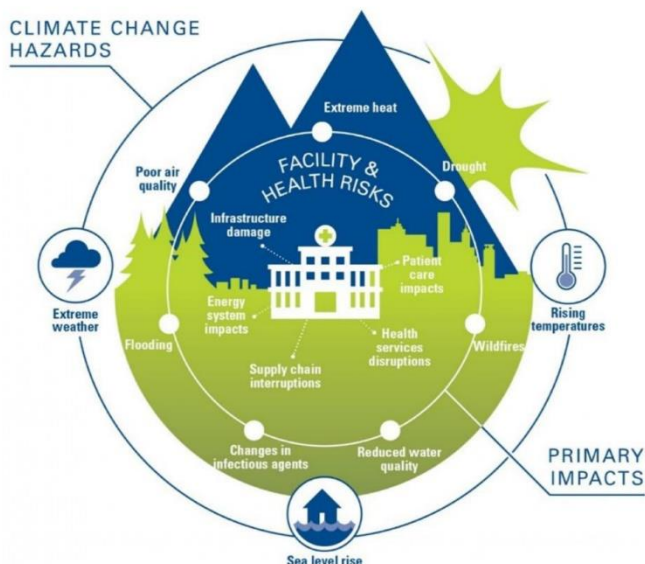 CLIMATE CHANGE
HAZARDS
Extreme heat
Poor air
quality
Drought
FACILITY &
HEALTH RISKS
Infrastructure
damage
Patient
care
impacts
Energy
system
impacts
Health
services
disruptions
Supply chain
interruptions
Extreme
weather
Rising
temperatures
Flooding
Wildfires
Changes in
infectious agents
Reduced water
quality
PRIMARY
IMPACTS
Sea level rise